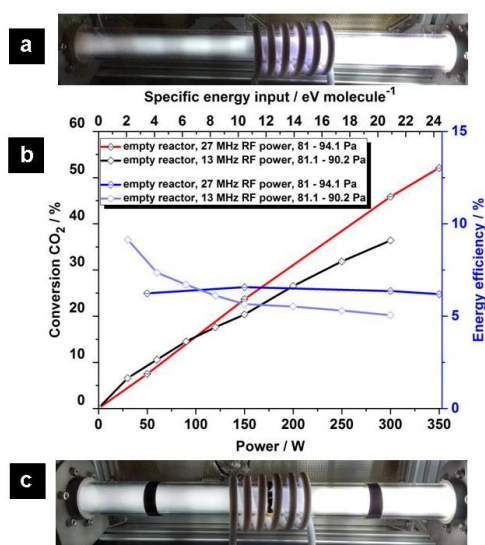 a
Specific energy input / eV molecule-1
0 2 4 6 8 10 12 14 16 18 20 22 24
b
60
50
40
30
20
10
0
Conversion CO2 / %
empty reactor, 27 MHz RF power, 81 - 94.1 Pa
empty reactor, 13 MHz RF power, 81.1 - 90.2 Pa
empty reactor, 27 MHz RF power, 81 - 94.1 Pa
empty reactor, 13 MHz RF power, 81.1 - 90.2 Pa
15
10
5
0
Energy efficiency / %
0 50 100 150 200 250 300 350
Power / W
c